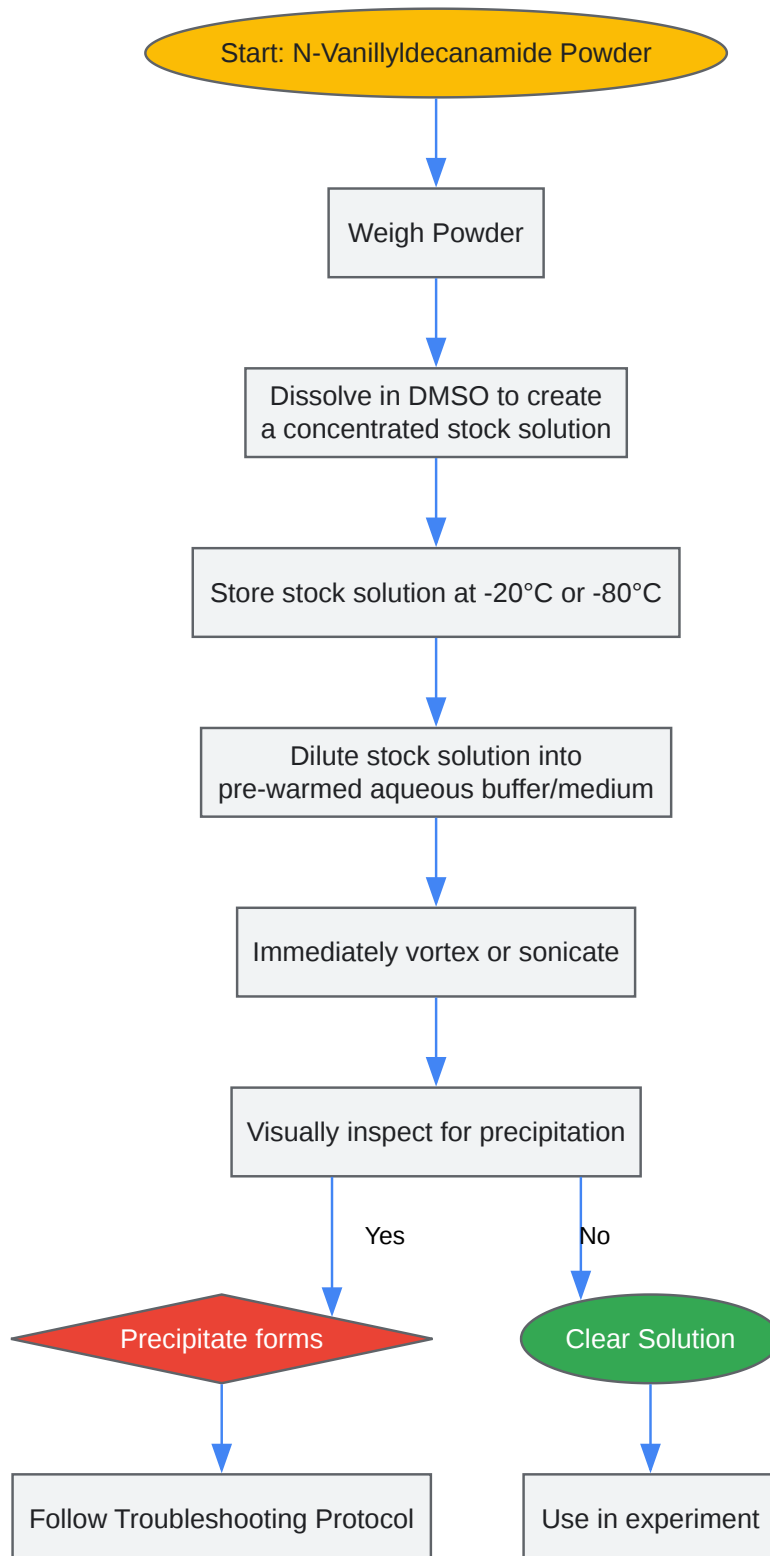 Start: N-Vanillyldecanamide Powder
Weigh Powder
Dissolve in DMSO to create
a concentrated stock solution
Store stock solution at -20°C or -80°C
Dilute stock solution into
pre-warmed aqueous buffer/medium
Immediately vortex or sonicate
Visually inspect for precipitation
Yes
No
Precipitate forms
Clear Solution
Follow Troubleshooting Protocol
Use in experiment